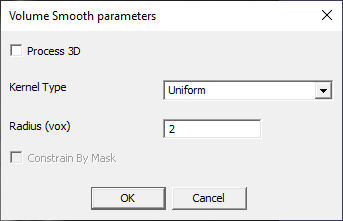 Volume Smooth parameters
Process 3D
Kernel Type
Uniform
Radius (vox)
2
Constrain By Mask
OK
Cancel